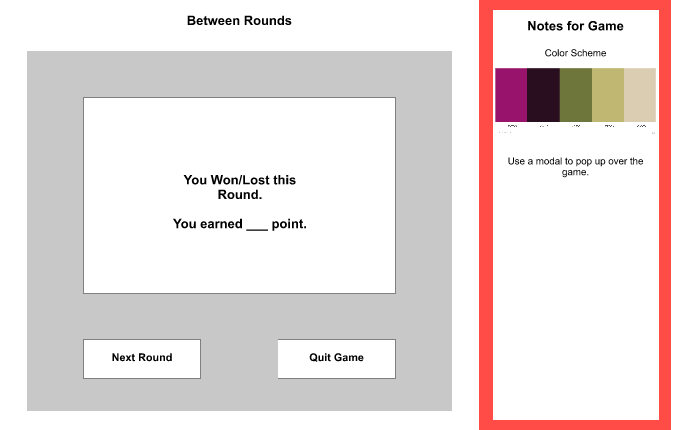 Between Rounds
You Won/Lost this
Round.
You earned ___ point.
Next Round
Quit Game
Notes for Game
Color Scheme
Use a modal to pop up over the
game.